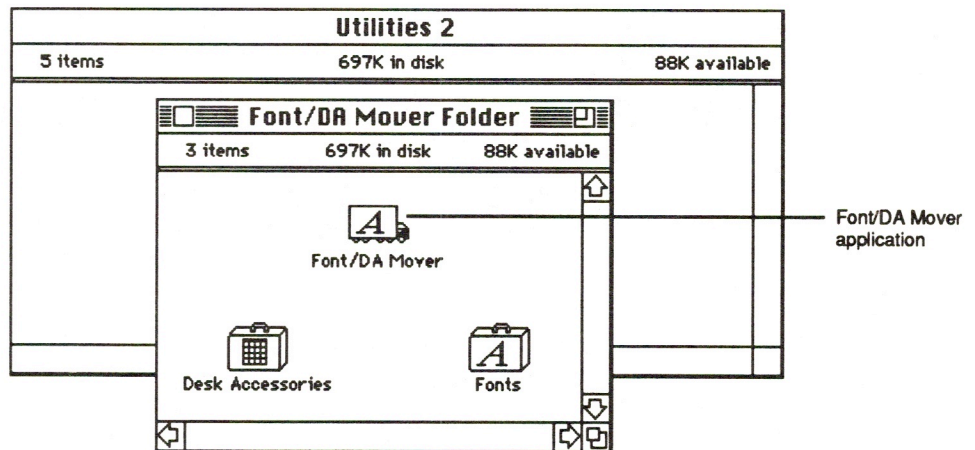 Utilities 2
5 items 697K in disk 88K available
Font/DA Mover Folder
3 items 697K in disk 88K available
Font/DA Mover
Font/DA Mover
application
Desk Accessories Fonts